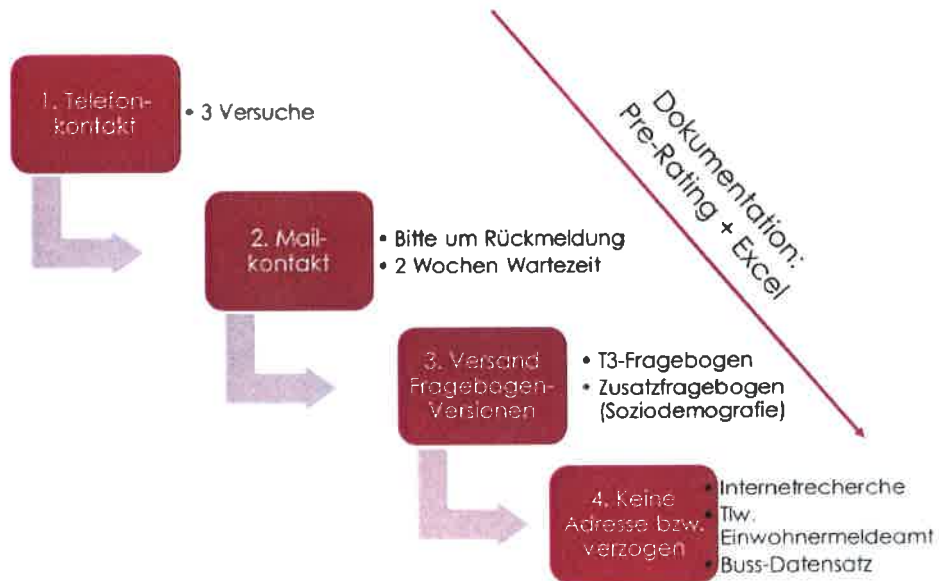 1. Telefon-
kontakt
• 3 Versuche
Dokumentation:
Pre-Rating + Excel
2. Mail-
kontakt
• Bitte um Rückmeldung
• 2 Wochen Wartezeit
3. Versand
Fragebogen-
Versionen
• T3-Fragebogen
• Zusatzfragebogen
(Soziodemografie)
4. Keine
Adresse bzw.
verzogen
• Internetrecherche
• Tlw.
Einwohnermeldeamt
• Buss-Datensatz